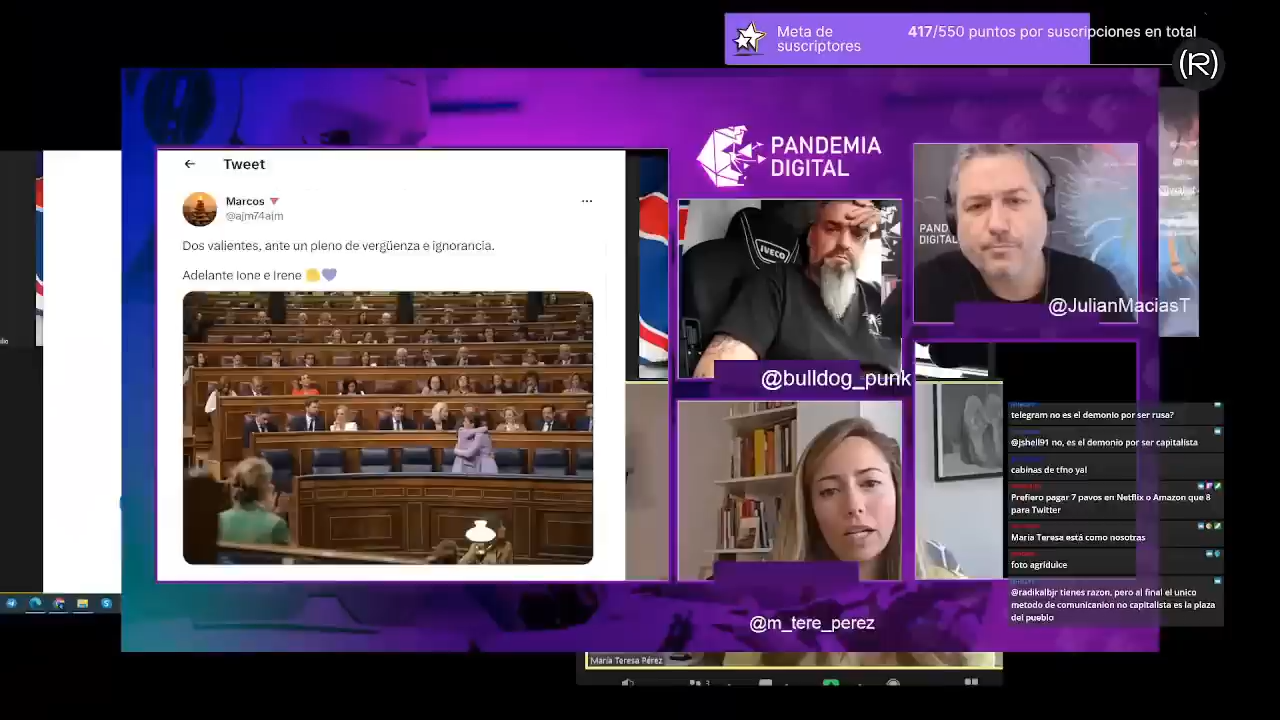 Meta de
suscriptores
417/550 puntos por suscripciones en total
(R)
Tweet
Marcos
@ajm74ajm
Dos valientes, ante un pleno de vergüenza e ignorancia.
Adelante Ione e Irene
PANDEMIA
DIGITAL
IVECO
@bulldog_punk
PAND
DIGITAL
@JulianMaciasT
@m_tere_perez
telegram no es el demonio por ser rusa?
@jshell91 no, es el demonio por ser capitalista
cabinas de tfno ya!
Prefiero pagar 7 pavos en Netflix o Amazon que 8
para Twitter
María Teresa está como nosotras
foto agridulce
@radikalbjr tienes razon, pero al final el unico
metodo de comunicanion no capitalista es la plaza
del pueblo
María Teresa Pérez